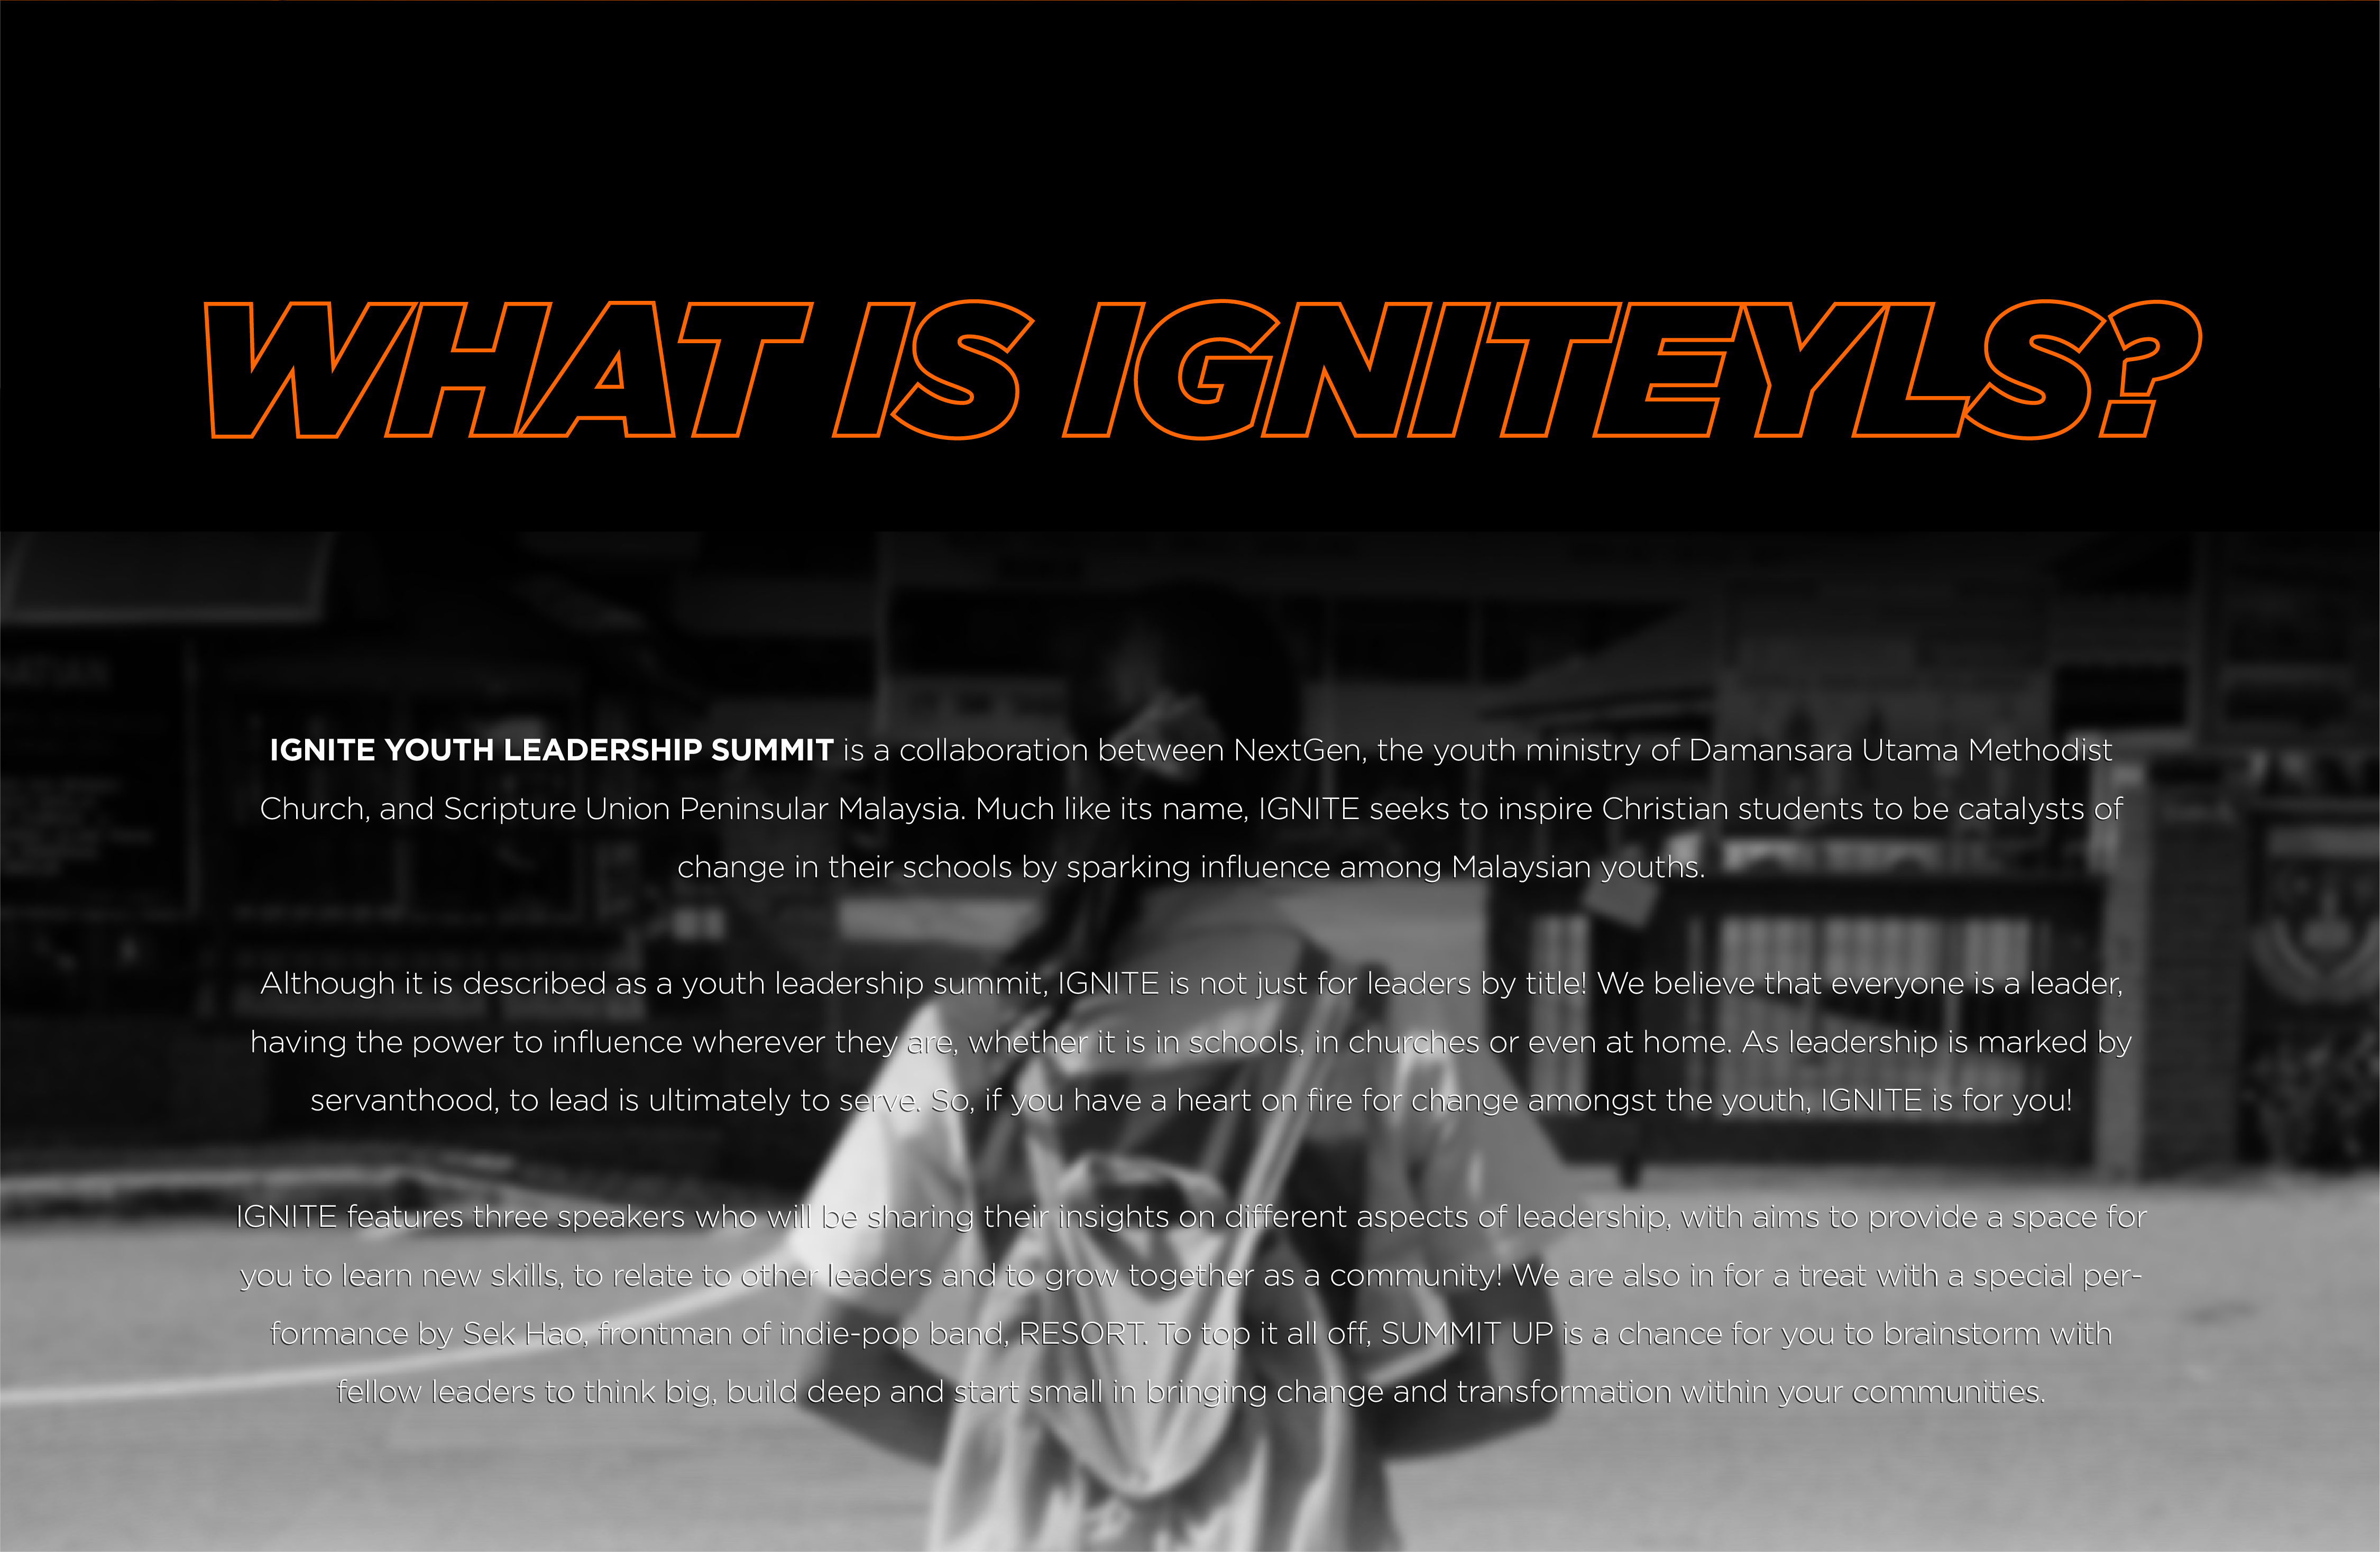 WHAT IS IGNITEYLS?
IGNITE YOUTH LEADERSHIP SUMMIT is a collaboration between NextGen, the youth ministry of Damansara Utama Methodist
Church, and Scripture Union Peninsular Malaysia. Much like its name, IGNITE seeks to inspire Christian students to be catalysts of
change in their schools by sparking influence among Malaysian youths.
Although it is described as a youth leadership summit, IGNITE is not just for leaders by title! We believe that everyone is a leader,
having the power to influence wherever they are, whether it is in schools, in churches or even at home. As leadership is marked by
servanthood, to lead is ultimately to serve. So, if you have a heart on fire for change amongst the youth, IGNITE is for you!
IGNITE features three speakers who will be sharing their insights on different aspects of leadership, with aims to provide a space for
you to learn new skills, to relate to other leaders and to grow together as a community! We are also in for a treat with a special per-
formance by Sek Hao, frontman of indie-pop band, RESORT. To top it all off, SUMMIT UP is a chance for you to brainstorm with
fellow leaders to think big, build deep and start small in bringing change and transformation within your communities.